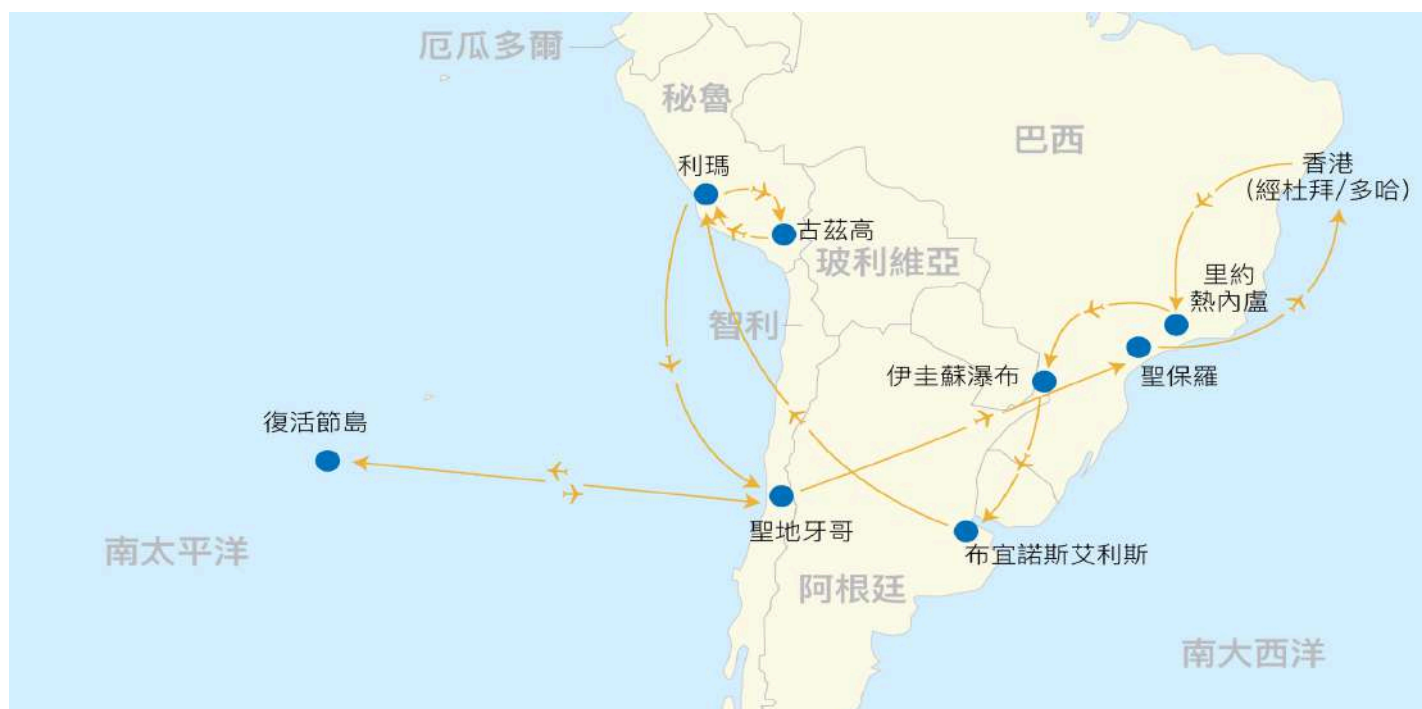 厄瓜多爾
秘魯
巴西
利瑪
香港
(經杜拜/多哈)
古茲高
玻利維亞
里約
熱內盧
智利
伊圭蘇瀑布
聖保羅
復活節島
聖地牙哥
布宜諾斯艾利斯
南太平洋
阿根廷
南大西洋